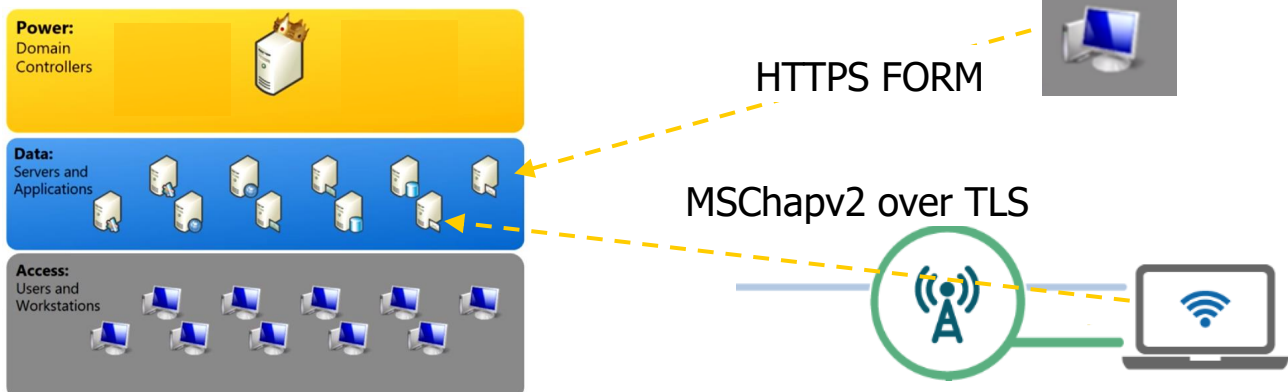 Power:
Domain
Controllers
Data:
Servers and
Applications
Access:
Users and
Workstations
HTTPS FORM
MSChapv2 over TLS